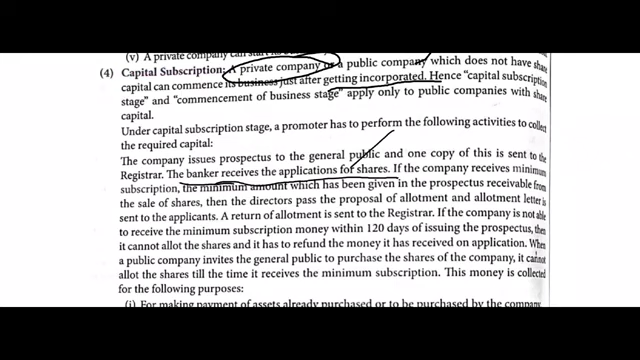 (v) A private company can start its
(4) Capital Subscription: A private company or a public company which does not have share
capital can commence its business just after getting incorporated. Hence "capital subscription
stage" and "commencement of business stage" apply only to public companies with share
capital.
Under capital subscription stage, a promoter has to perform the following activities to collect
the required capital:
The company issues prospectus to the general public and one copy of this is sent to the
Registrar. The banker receives the applications for shares. If the company receives minimum
subscription, the minimum amount which has been given in the prospectus receivable from
the sale of shares, then the directors pass the proposal of allotment and allotment letter is
sent to the applicants. A return of allotment is sent to the Registrar. If the company is not able
to receive the minimum subscription money within 120 days of issuing the prospectus, then
it cannot allot the shares and it has to refund the money it has received on application. When
a public company invites the general public to purchase the shares of the company, it cannot
allot the shares till the time it receives the minimum subscription. This money is collected
for the following purposes:
(i) For making payment of assets already purchased or to be purchased by the company